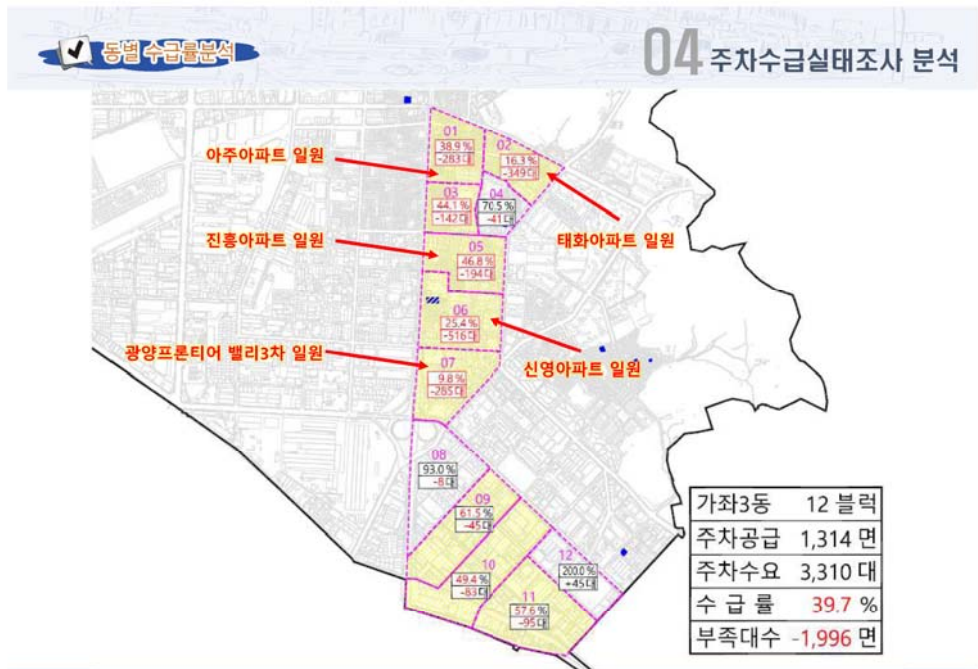 동별 수급률분석
04 주차수급실태조사 분석
01
38.9 %
-283대
02
16.3 %
-349대
아주아파트 일원
03
44.1 %
-142대
04
70.5 %
-41대
태화아파트 일원
진흥아파트 일원
05
46.8 %
-194대
06
25.4 %
-516대
신영아파트 일원
광양프론티어 밸리3차 일원
07
9.8 %
-265대
08
93.0 %
-8대
09
61.5 %
-45대
10
49.4 %
-83대
11
57.6 %
-95대
12
200.0 %
+45대
가좌3동 12 블럭
주차공급 1,314 면
주차수요 3,310 대
수 급 률 39.7 %
부족대수 -1,996 면